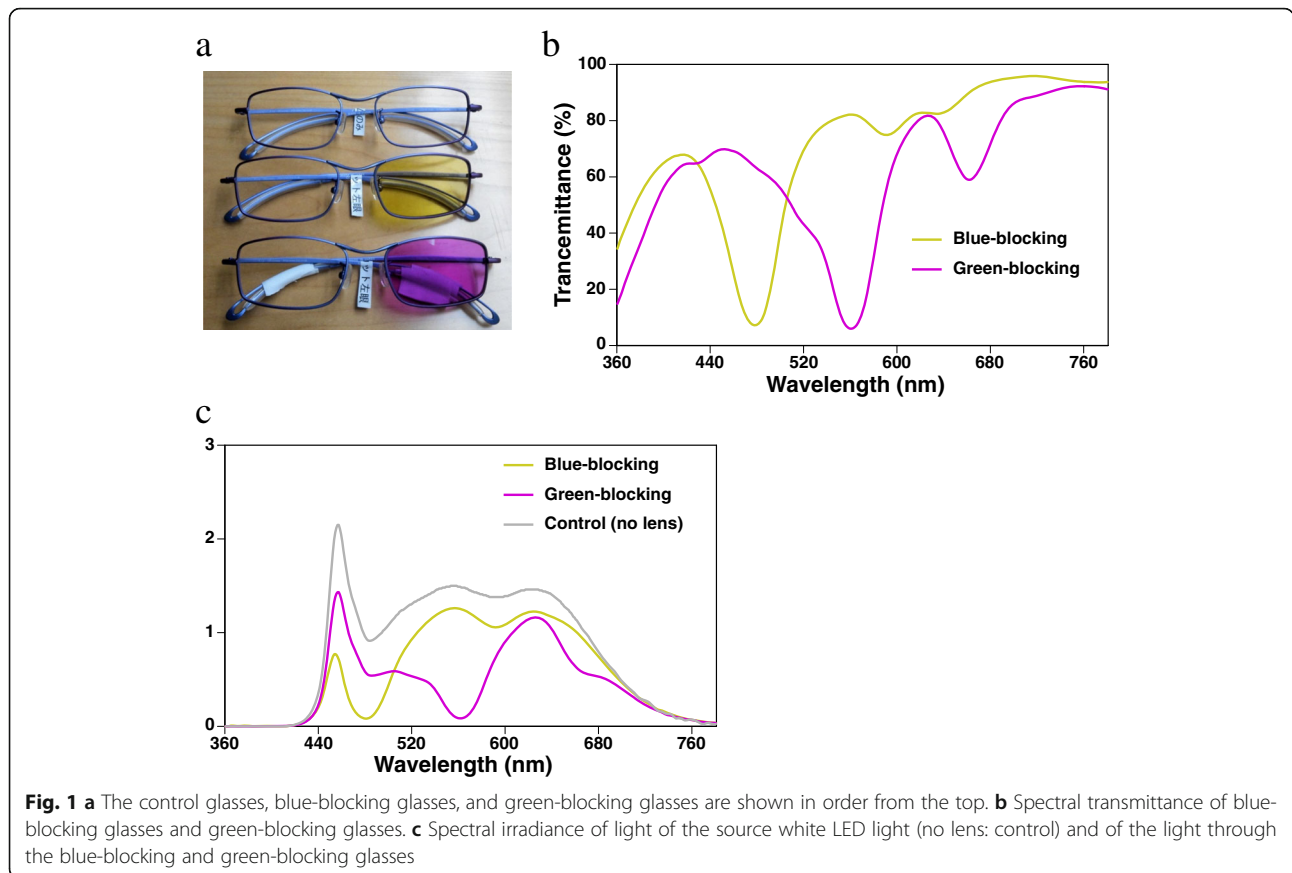 a
b
Trancemittance (%)
100
80
60
40
20
0
Blue-blocking
Green-blocking
360 440 520 600 680 760
Wavelength (nm)
c
3
2
1
0
Blue-blocking
Green-blocking
Control (no lens)
360 440 520 600 680 760
Wavelength (nm)
Fig. 1 a The control glasses, blue-blocking glasses, and green-blocking glasses are shown in order from the top. b Spectral transmittance of blue-
blocking glasses and green-blocking glasses. c Spectral irradiance of light of the source white LED light (no lens: control) and of the light through
the blue-blocking and green-blocking glasses